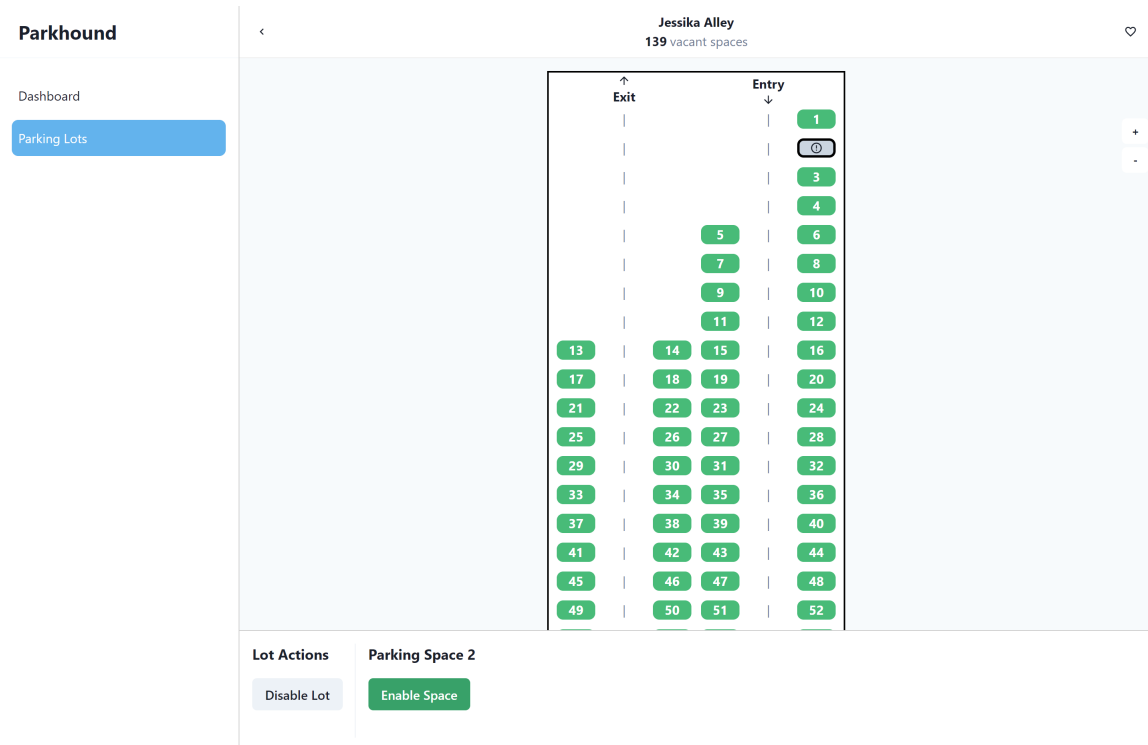 Parkhound
Dashboard
Parking Lots
Jessika Alley
139 vacant spaces
Exit
Entry
1
3
4
5 6
7 8
9 10
11 12
13 14 15 16
17 18 19 20
21 22 23 24
25 26 27 28
29 30 31 32
33 34 35 36
37 38 39 40
41 42 43 44
45 46 47 48
49 50 51 52
+
-
Lot Actions
Disable Lot
Parking Space 2
Enable Space